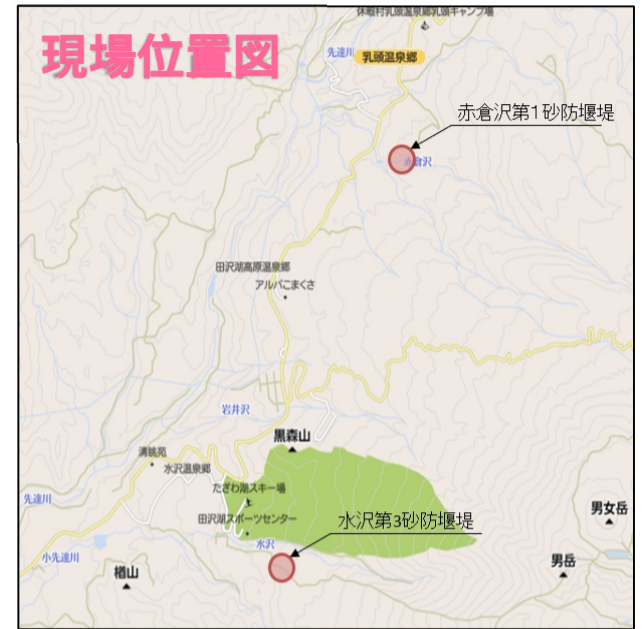 休暇村乳頭温泉郷乳頭キャンプ場
現場位置図
先達川
乳頭温泉郷
赤倉沢第1砂防堰堤
赤倉沢
田沢湖高原温泉郷
アルパこまくさ
岩井沢
黒森山
清眺苑
水沢温泉郷
たざわ湖スキー場
先達川
田沢湖スポーツセンター
水沢第3砂防堰堤
男女岳
水沢
小先達川
楢山
男岳